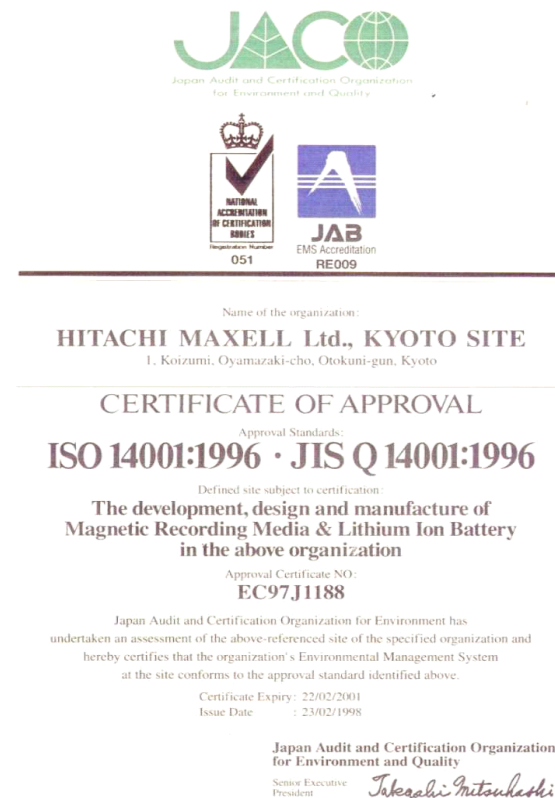 JACO
Japan Audit and Certification Organization
for Environment and Quality
NATIONAL
ACCREDITATION
OF CERTIFICATION
BODIES
Registration Number
051
JAB
EMS Accreditation
RE009
Name of the organization:
HITACHI MAXELL Ltd., KYOTO SITE
1, Koizumi, Oyamazaki-cho, Otokuni-gun, Kyoto
CERTIFICATE OF APPROVAL
Approval Standards:
ISO 14001:1996 · JIS Q 14001:1996
Defined site subject to certification:
The development, design and manufacture of
Magnetic Recording Media & Lithium Ion Battery
in the above organization
Approval Certificate NO:
EC97J1188
Japan Audit and Certification Organization for Environment has
undertaken an assessment of the above-referenced site of the specified organization and
hereby certifies that the organization's Environmental Management System
at the site conforms to the approval standard identified above.
Certificate Expiry: 22/02/2001
Issue Date : 23/02/1998
Japan Audit and Certification Organization
for Environment and Quality
Senior Executive
President
Takaaki Mitsuhashi